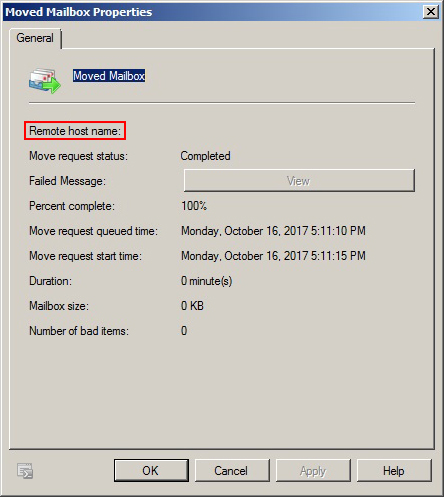 Moved Mailbox Properties
General
Moved Mailbox
Remote host name:
Move request status: Completed
Failed Message: View
Percent complete: 100%
Move request queued time: Monday, October 16, 2017 5:11:10 PM
Move request start time: Monday, October 16, 2017 5:11:15 PM
Duration: 0 minute(s)
Mailbox size: 0 KB
Number of bad items: 0
OK Cancel Apply Help